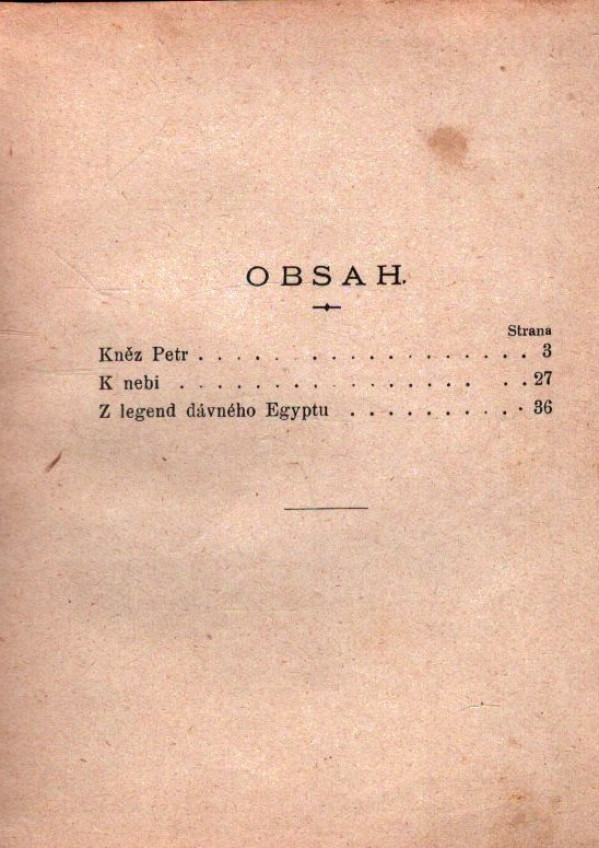 OBSAH.
Strana
Kněz Petr . . . . . . . . . . . . . . . . . . 3
K nebi . . . . . . . . . . . . . . . . . . 27
Z legend dávného Egyptu . . . . . . . . . . 36